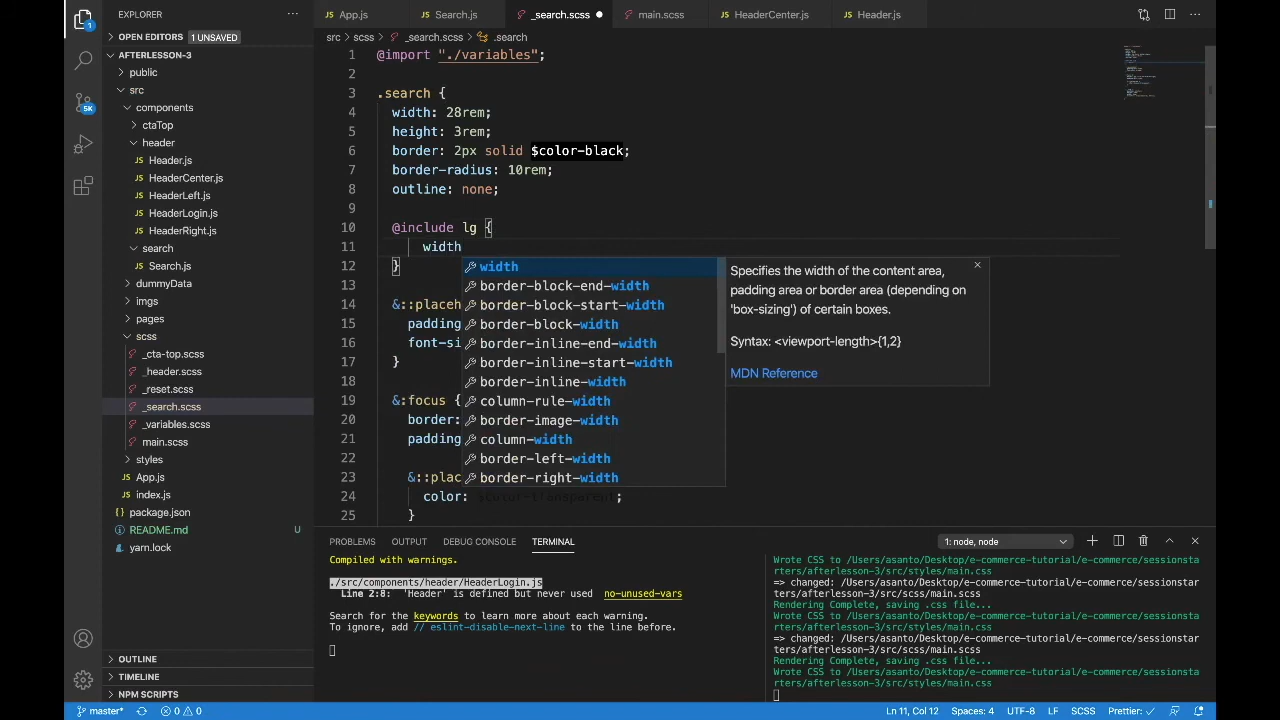 EXPLORER
App.js
Search.js
_search.scss
main.scss
HeaderCenter.js
Header.js
OPEN EDITORS 1 UNSAVED
src > scss > _search.scss > .search
AFTERLESSON-3
public
src
components
ctaTop
header
Header.js
HeaderCenter.js
HeaderLeft.js
HeaderLogin.js
HeaderRight.js
search
Search.js
dummyData
imgs
pages
scss
_cta-top.scss
_header.scss
_reset.scss
_search.scss
_variables.scss
main.scss
styles
App.js
index.js
package.json
README.md U
yarn.lock
OUTLINE
TIMELINE
NPM SCRIPTS
1 @import "./variables";
2
3 .search {
4 width: 28rem;
5 height: 3rem;
6 border: 2px solid $color-black;
7 border-radius: 10rem;
8 outline: none;
9
10 @include lg {
11 width
12 }
13
14 &::placeh
15 padding
16 font-si
17 }
18
19 &:focus {
20 border:
21 padding
22
23 &::plac
24 color: $color-transparent;
25 }
width
border-block-end-width
border-block-start-width
border-block-width
border-inline-end-width
border-inline-start-width
border-inline-width
column-rule-width
border-image-width
column-width
border-left-width
border-right-width
Specifies the width of the content area,
padding area or border area (depending on
'box-sizing') of certain boxes.
Syntax: <viewport-length>{1,2}
MDN Reference
PROBLEMS OUTPUT DEBUG CONSOLE TERMINAL 1: node, node
Compiled with warnings.
./src/components/header/HeaderLogin.js
Line 2:8: 'Header' is defined but never used no-unused-vars
Search for the keywords to learn more about each warning.
To ignore, add // eslint-disable-next-line to the line before.
Wrote CSS to /Users/asanto/Desktop/e-commerce-tutorial/e-commerce/sessionsta
rters/afterlesson-3/src/styles/main.css
=> changed: /Users/asanto/Desktop/e-commerce-tutorial/e-commerce/sessionstar
rters/afterlesson-3/src/scss/main.scss
Rendering Complete, saving .css file...
Wrote CSS to /Users/asanto/Desktop/e-commerce-tutorial/e-commerce/sessionsta
rters/afterlesson-3/src/styles/main.css
=> changed: /Users/asanto/Desktop/e-commerce-tutorial/e-commerce/sessionstar
rters/afterlesson-3/src/scss/main.scss
Rendering Complete, saving .css file...
Wrote CSS to /Users/asanto/Desktop/e-commerce-tutorial/e-commerce/sessionsta
rters/afterlesson-3/src/styles/main.css
1
5K
master* 0 0
Ln 11, Col 12 Spaces: 4 UTF-8 LF SCSS Prettier: